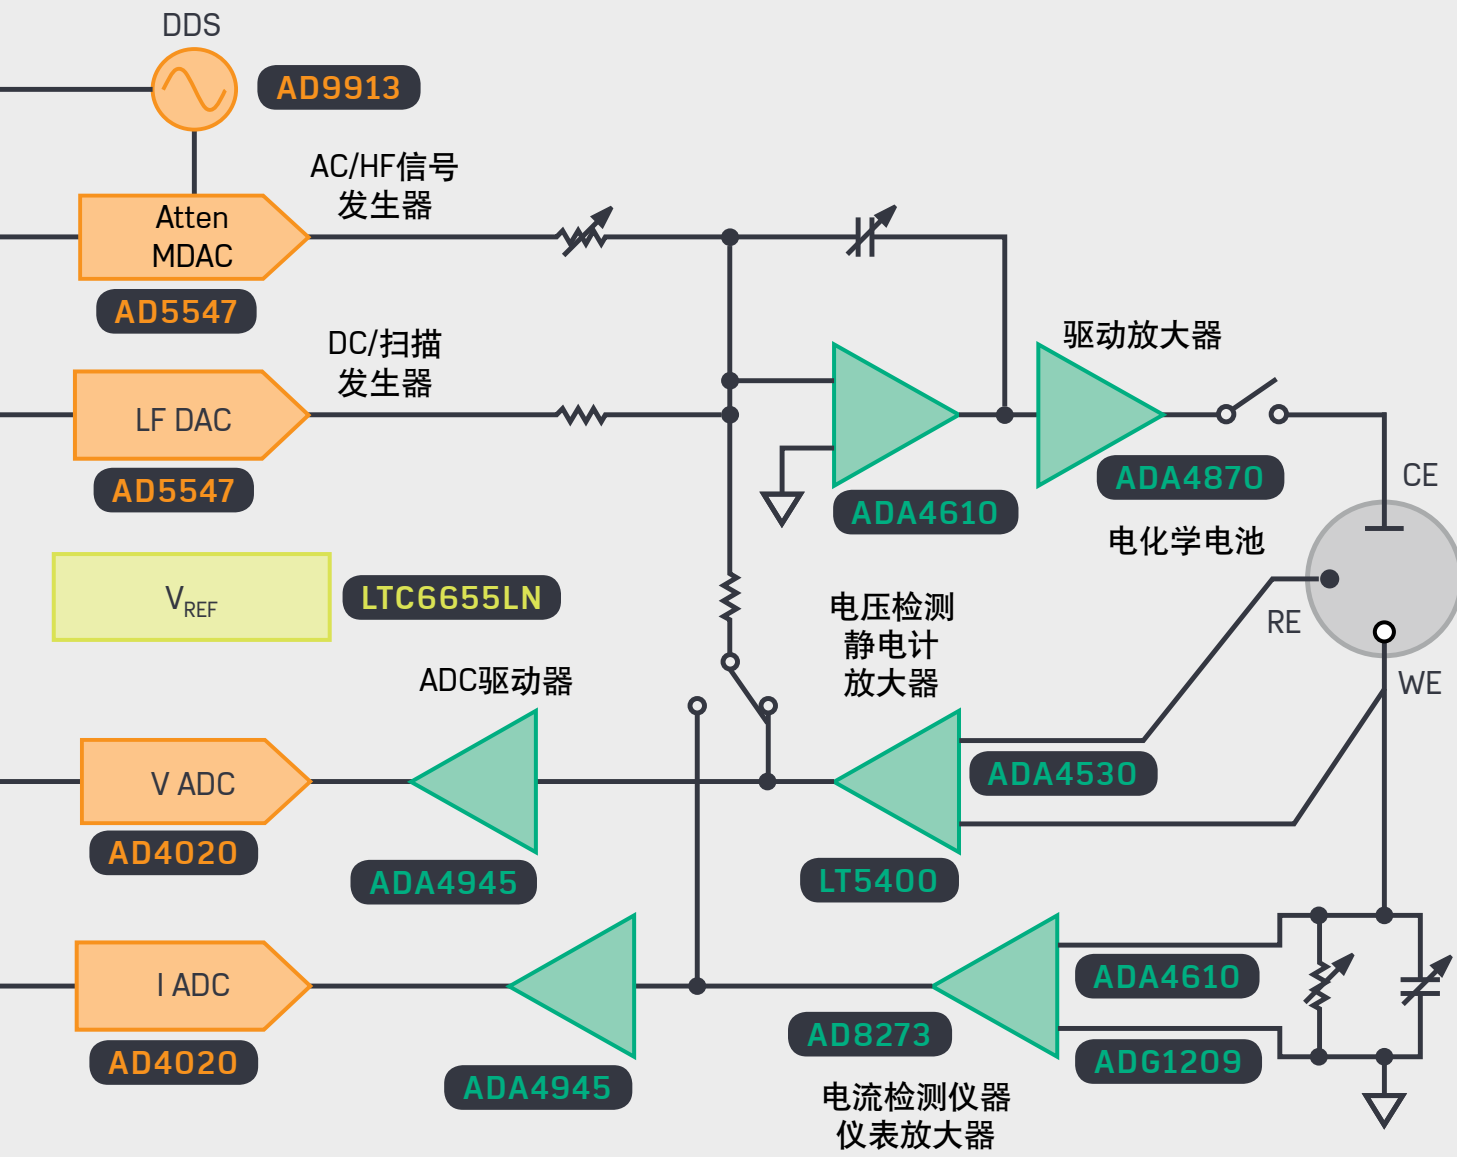 DDS
AD9913
AC/HF信号
发生器
Atten
MDAC
AD5547
DC/扫描
发生器
LF DAC
AD5547
驱动放大器
ADA4870
ADA4610
CE
电化学电池
VREF
LTC6655LN
电压检测
静电计
放大器
RE
WE
ADC驱动器
V ADC
AD4020
ADA4945
ADA4530
LT5400
I ADC
AD4020
ADA4945
ADA4610
AD8273
ADG1209
电流检测仪器
仪表放大器